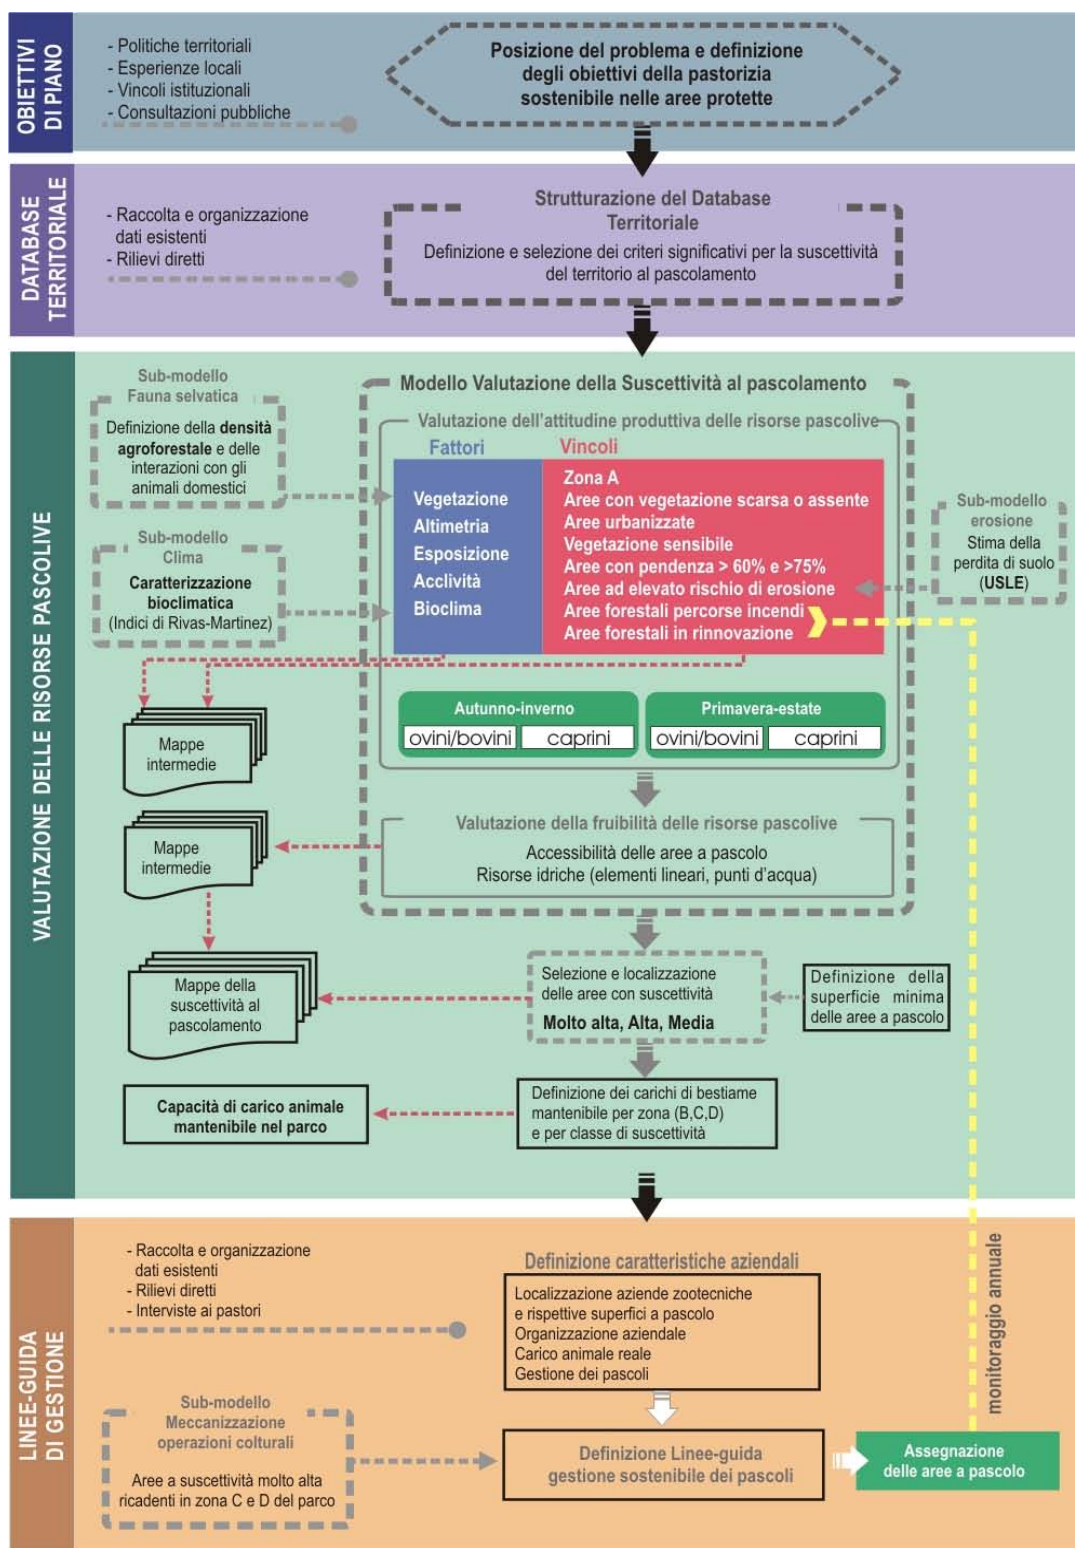 OBIETTIVI
DI PIANO
- Politiche territoriali
- Esperienze locali
- Vincoli istituzionali
- Consultazioni pubbliche
Posizione del problema e definizione
degli obiettivi della pastorizia
sostenibile nelle aree protette
DATABASE
TERRITORIALE
- Raccolta e organizzazione
dati esistenti
- Rilievi diretti
Strutturazione del Database
Territoriale
Definizione e selezione dei criteri significativi per la suscettività
del territorio al pascolamento
VALUTAZIONE DELLE RISORSE PASCOLIVE
Sub-modello
Fauna selvatica
Definizione della densità
agroforestale e delle
interazioni con gli
animali domestici
Sub-modello
Clima
Caratterizzazione
bioclimatica
(Indici di Rivas-Martinez)
Modello Valutazione della Suscettività al pascolamento
Valutazione dell'attitudine produttiva delle risorse pascolive
Fattori
Vegetazione
Altimetria
Esposizione
Acclività
Bioclima
Vincoli
Zona A
Aree con vegetazione scarsa o assente
Aree urbanizzate
Vegetazione sensibile
Aree con pendenza > 60% e >75%
Aree ad elevato rischio di erosione
Aree forestali percorse incendi
Aree forestali in rinnovazione
Sub-modello
erosione
Stima della
perdita di suolo
(USLE)
Autunno-inverno
ovini/bovini
caprini
Primavera-estate
ovini/bovini
caprini
Mappe
intermedie
Valutazione della fruibilità delle risorse pascolive
Accessibilità delle aree a pascolo
Risorse idriche (elementi lineari, punti d'acqua)
Mappe
intermedie
Mappe della
suscettività al
pascolamento
Selezione e localizzazione
delle aree con suscettività
Molto alta, Alta, Media
Definizione della
superficie minima
delle aree a pascolo
Capacità di carico animale
mantenibile nel parco
Definizione dei carichi di bestiame
mantenibile per zona (B,C,D)
e per classe di suscettività
LINEE-GUIDA
DI GESTIONE
- Raccolta e organizzazione
dati esistenti
- Rilievi diretti
- Interviste ai pastori
Definizione caratteristiche aziendali
Localizzazione aziende zootecniche
e rispettive superfici a pascolo
Organizzazione aziendale
Carico animale reale
Gestione dei pascoli
monitoraggio annuale
Sub-modello
Meccanizzazione
operazioni colturali
Aree a suscettività molto alta
ricadenti in zona C e D del parco
Definizione Linee-guida
gestione sostenibile dei pascoli
Assegnazione
delle aree a pascolo